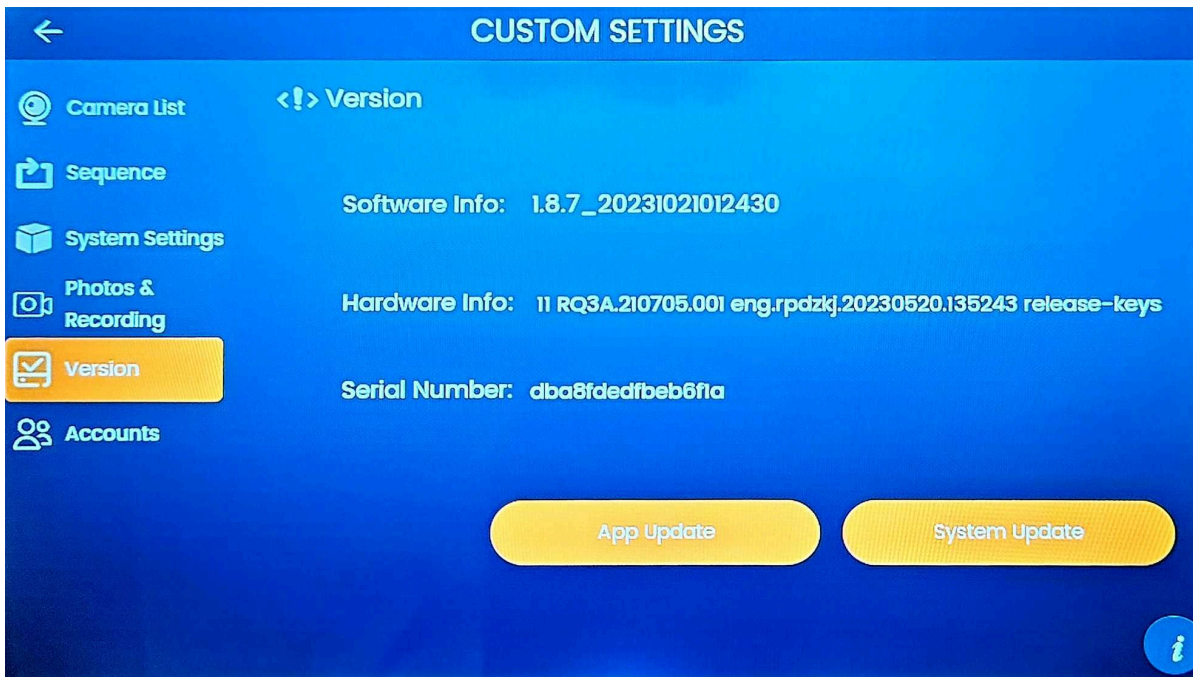 CUSTOM SETTINGS
Camera List
Sequence
System Settings
Photos &
Recording
Version
Accounts
<!> Version
Software Info: 1.8.7_20231021012430
Hardware Info: 11 RQ3A.210705.001 eng.rpdzkj.20230520.135243 release-keys
Serial Number: dba8fdedfbeb6f1a
App Update
System Update
i